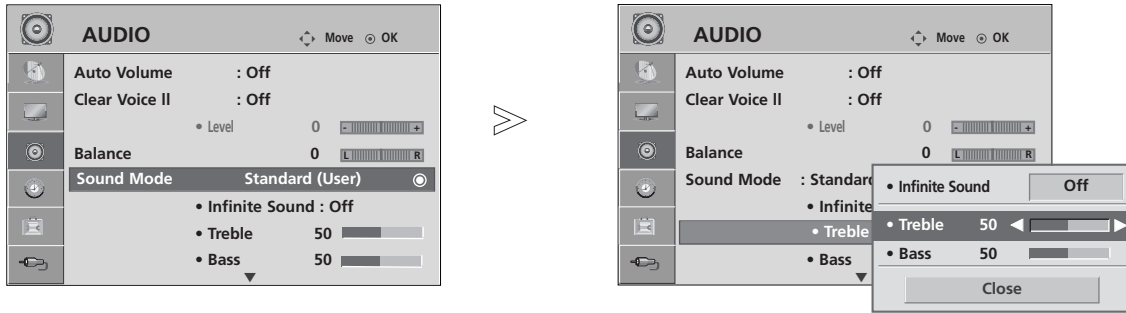 AUDIO Move OK
Auto Volume : Off
Clear Voice ll : Off
• Level 0 - +
Balance 0 L R
Sound Mode Standard (User)
• Infinite Sound : Off
• Treble 50
• Bass 50
AUDIO Move OK
Auto Volume : Off
Clear Voice ll : Off
• Level 0 - +
Balance 0 L R
Sound Mode : Standard
• Infinite
• Treble
• Bass
• Infinite Sound Off
• Treble 50
• Bass 50
Close